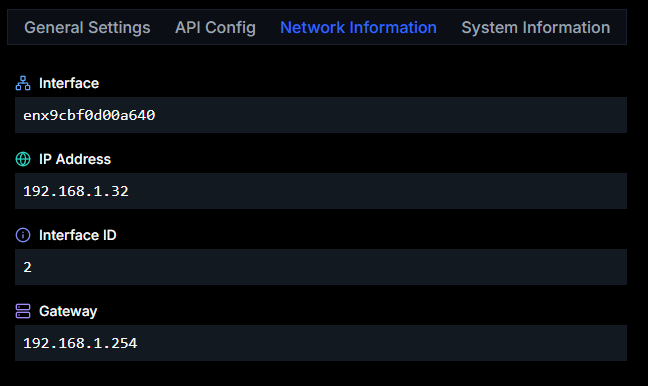 General Settings API Config Network Information System Information
Interface
enx9cbf0d00a640
IP Address
192.168.1.32
Interface ID
2
Gateway
192.168.1.254